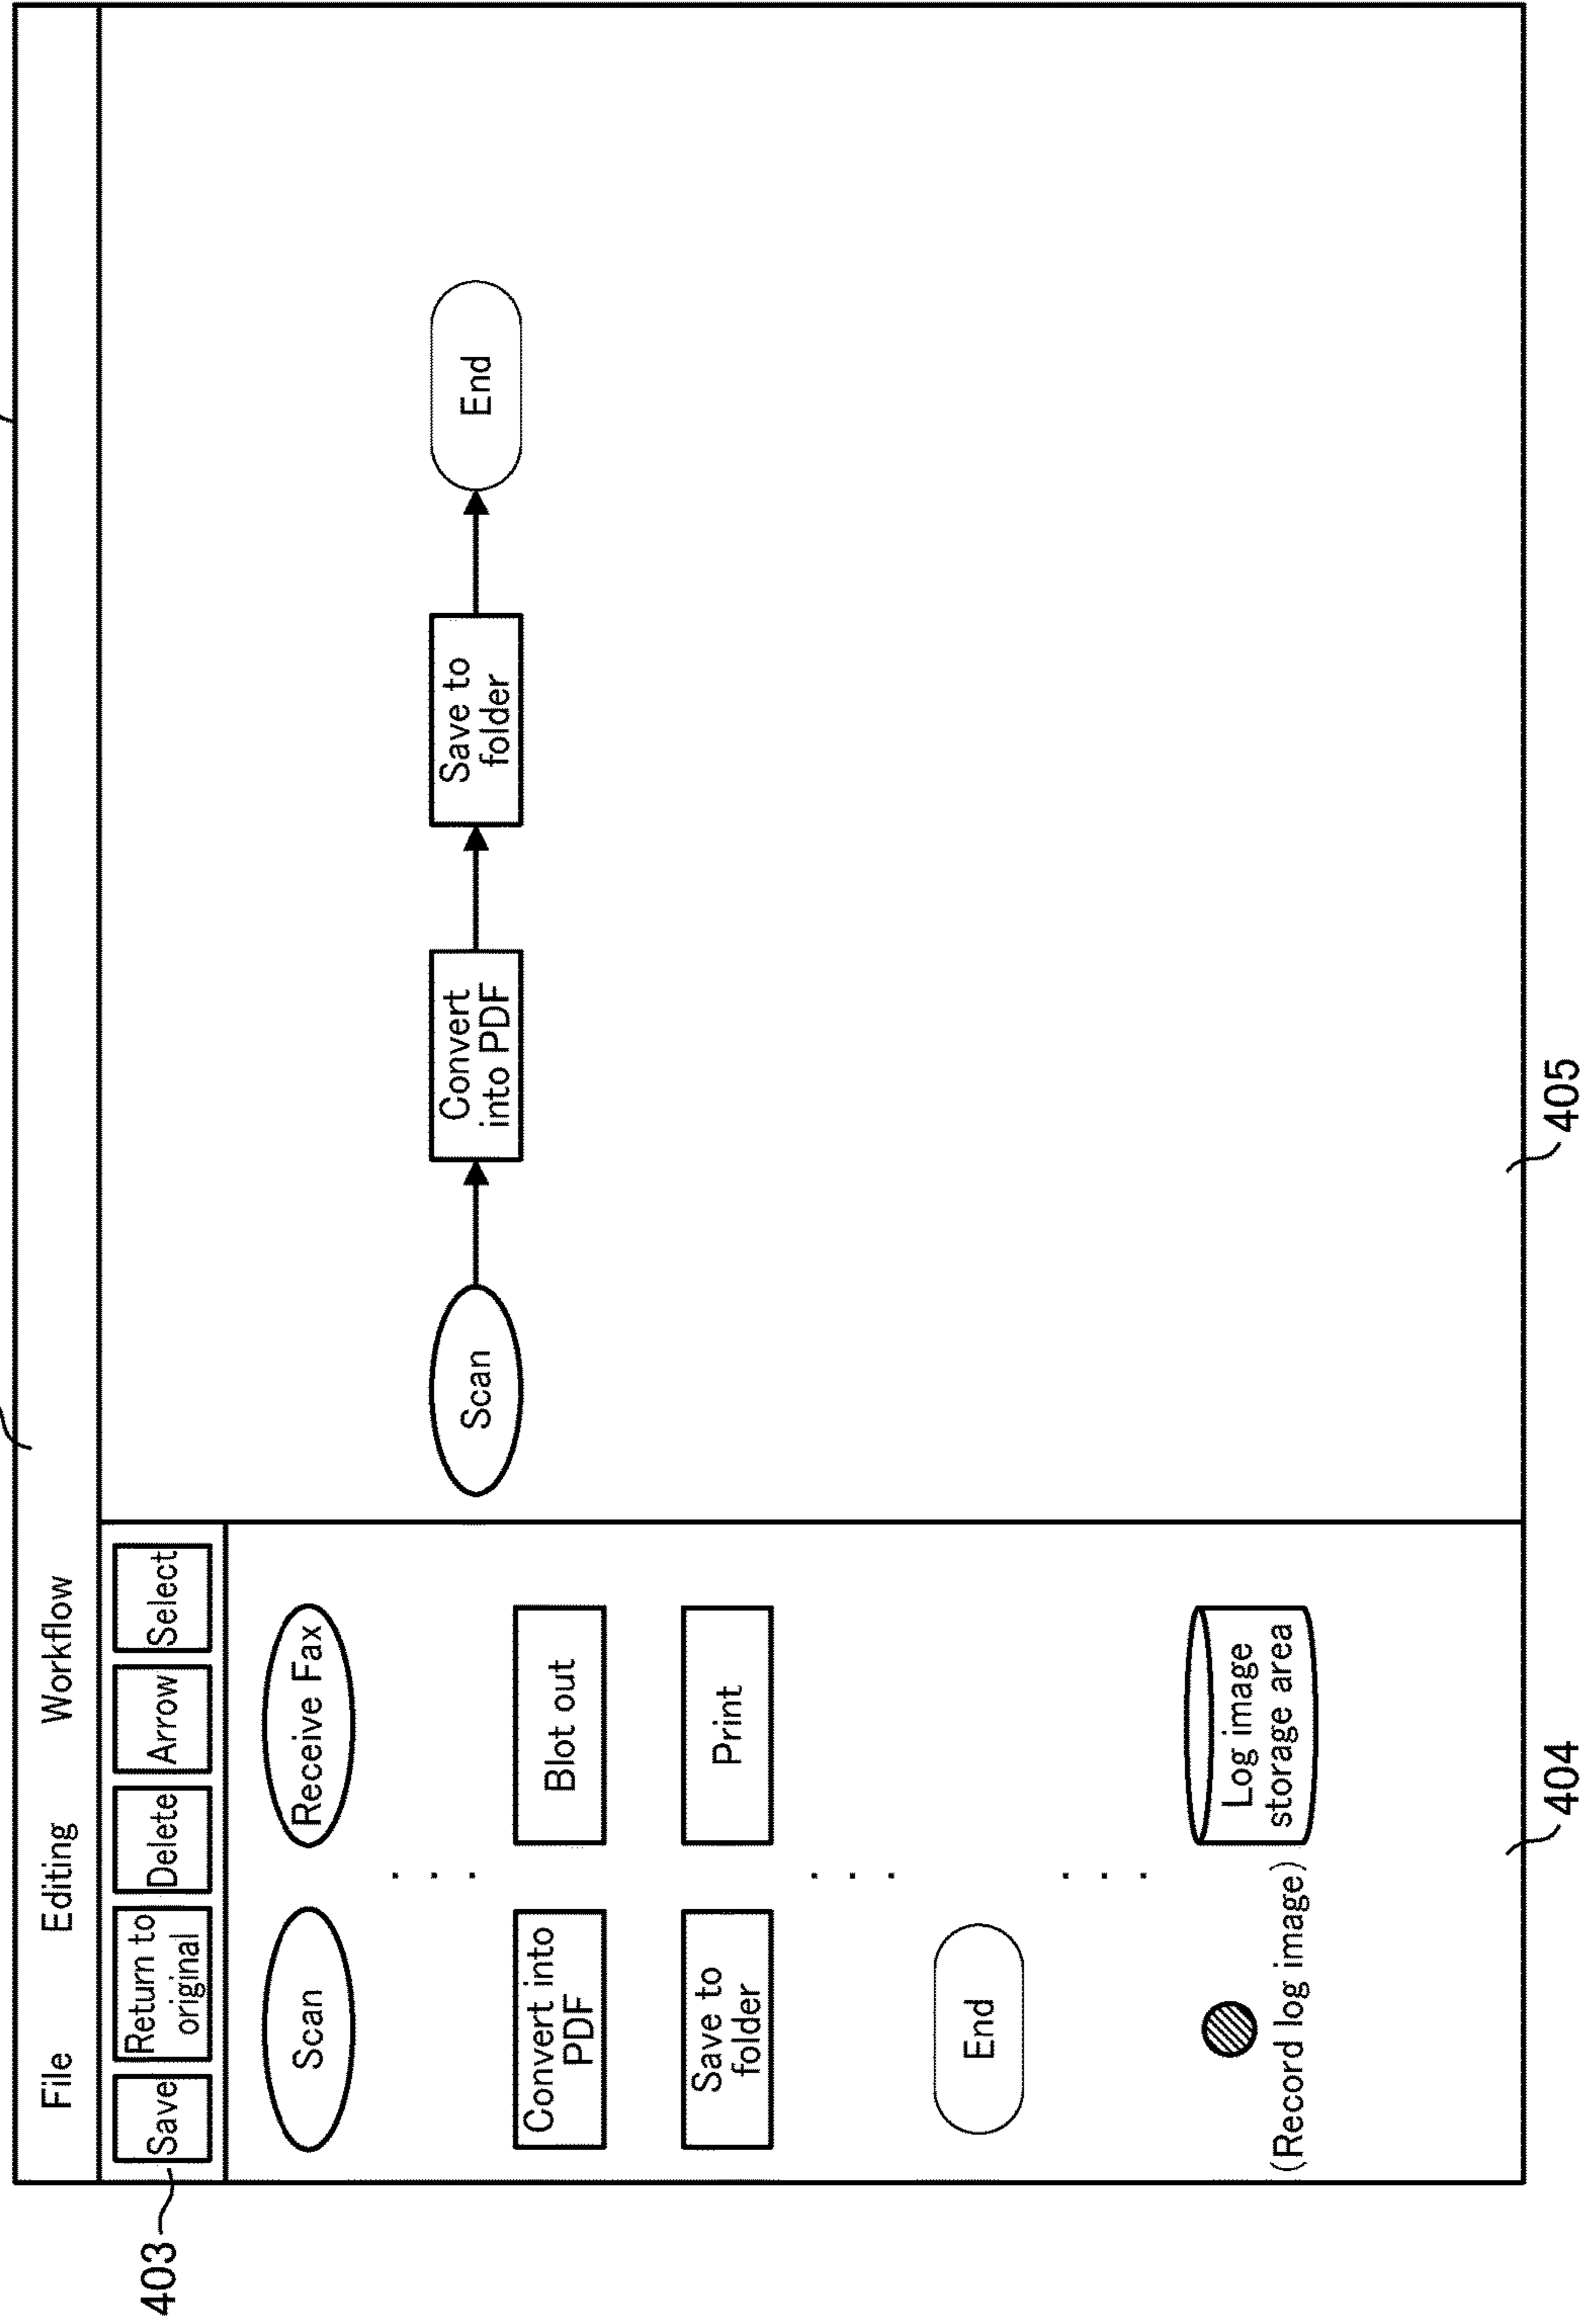 File Editing Workflow
403
Save
Return to
original
Delete
Arrow
Select
Scan
Receive Fax
. . .
Convert into
PDF
Blot out
Save to
folder
Print
. . .
End
. . .
(Record log image)
Log image
storage area
Scan
Convert
into PDF
Save to
folder
End
404
405